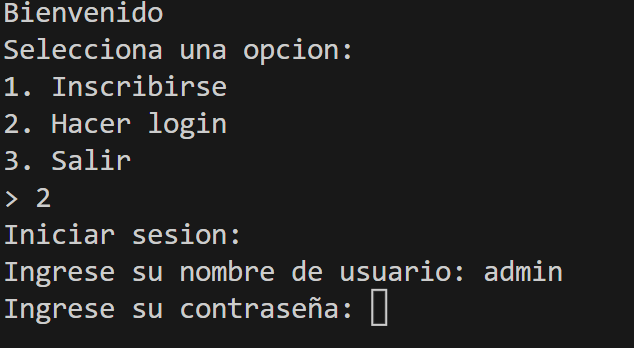 Bienvenido
Selecciona una opcion:
1. Inscribirse
2. Hacer login
3. Salir
> 2
Iniciar sesion:
Ingrese su nombre de usuario: admin
Ingrese su contraseña: